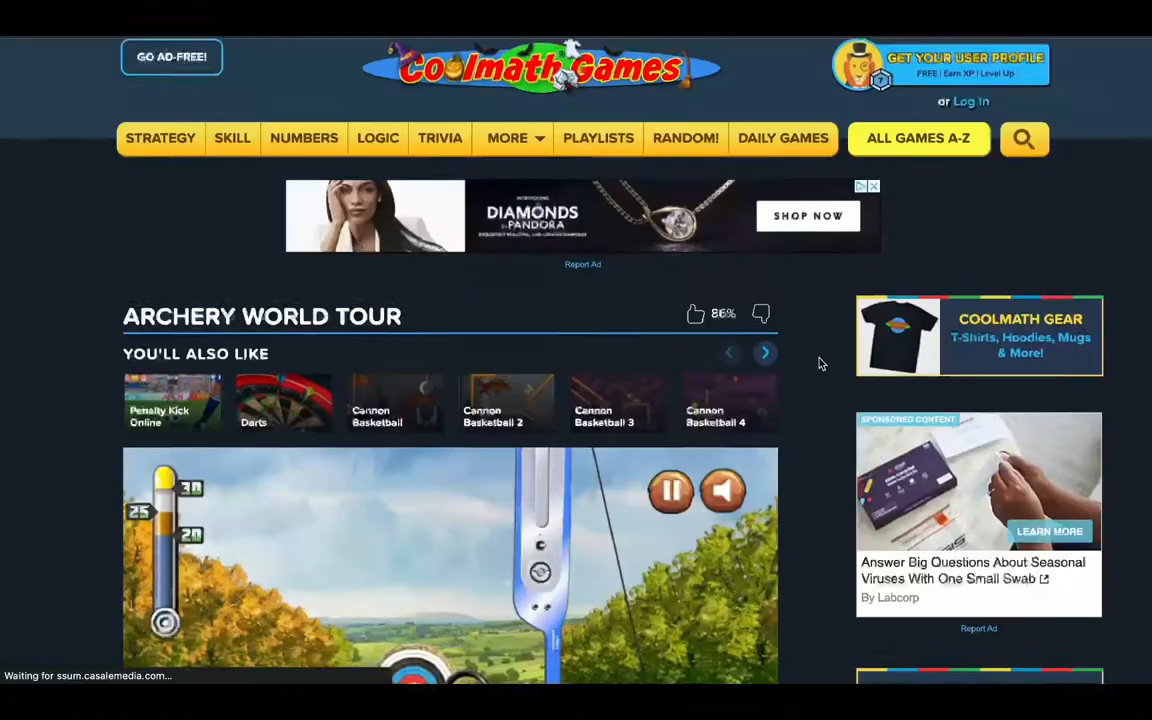 GO AD-FREE!
Coolmath Games
GET YOUR USER PROFILE
FREE | Earn XP | Level Up
or Log In
STRATEGY
SKILL
NUMBERS
LOGIC
TRIVIA
MORE
PLAYLISTS
RANDOM!
DAILY GAMES
ALL GAMES A-Z
INTRODUCING
DIAMONDS
by PANDORA
SHOP NOW
Report Ad
ARCHERY WORLD TOUR
86%
YOU'LL ALSO LIKE
Penalty Kick
Online
Darts
Cannon
Basketball
Cannon
Basketball 2
Cannon
Basketball 3
Cannon
Basketball 4
COOLMATH GEAR
T-Shirts, Hoodies, Mugs
& More!
SPONSORED CONTENT
LEARN MORE
Answer Big Questions About Seasonal
Viruses With One Small Swab
By Labcorp
Report Ad
30
25
20
Waiting for ssum.casalemedia.com...